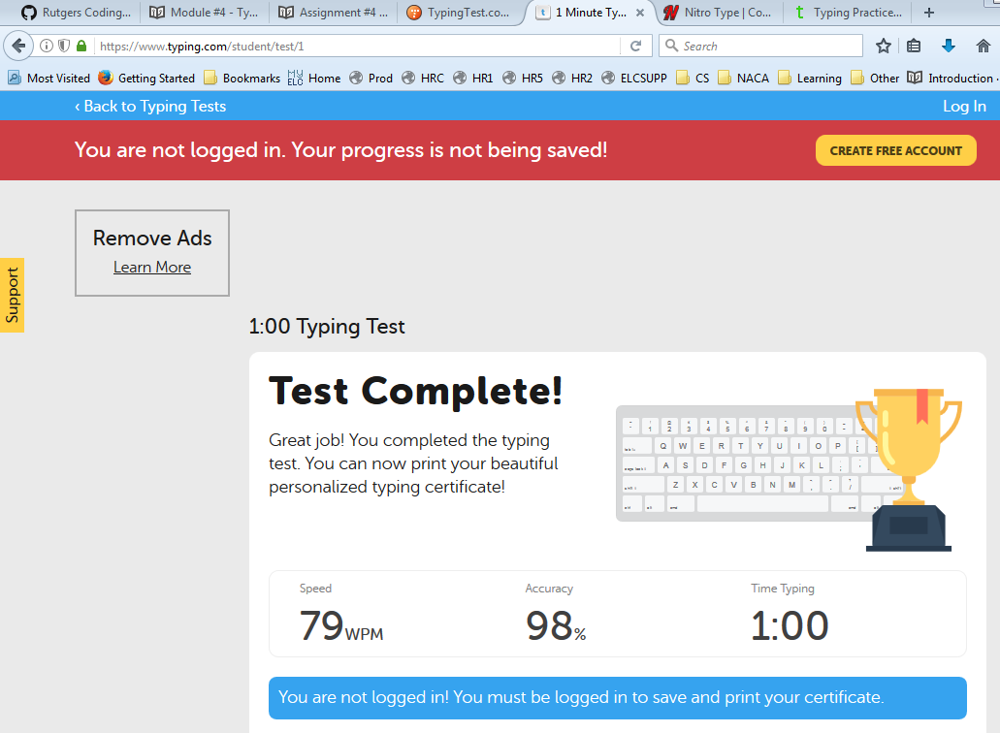 Rutgers Coding...
Module #4 - Ty...
Assignment #4 ...
TypingTest.co...
1 Minute Ty...
Nitro Type | Co...
Typing Practice...
https://www.typing.com/student/test/1
Search
Most Visited
Getting Started
Bookmarks
MY ELC
Home
Prod
HRC
HR1
HR5
HR2
ELCSUPP
CS
NACA
Learning
Other
Introduction
‹ Back to Typing Tests
Log In
You are not logged in. Your progress is not being saved!
CREATE FREE ACCOUNT
Remove Ads
Learn More
Support
1:00 Typing Test
Test Complete!
Great job! You completed the typing
test. You can now print your beautiful
personalized typing certificate!
Q W E R T Y U I O P
A S D F G H J K L
Z X C V B N M
Speed
Accuracy
Time Typing
79 WPM
98%
1:00
You are not logged in! You must be logged in to save and print your certificate.